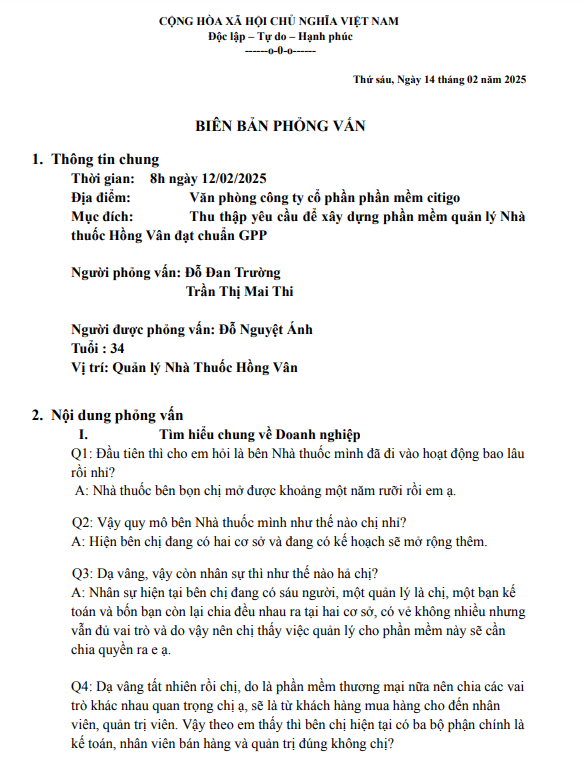 CỘNG HÒA XÃ HỘI CHỦ NGHĨA VIỆT NAM
Độc lập – Tự do – Hạnh phúc
------o-0-o------
Thứ sáu, Ngày 14 tháng 02 năm 2025
BIÊN BẢN PHỎNG VẤN
1. Thông tin chung
Thời gian: 8h ngày 12/02/2025
Địa điểm: Văn phòng công ty cổ phần phần mềm citigo
Mục đích: Thu thập yêu cầu để xây dựng phần mềm quản lý Nhà
thuốc Hồng Vân đạt chuẩn GPP
Người phỏng vấn: Đỗ Đan Trường
Trần Thị Mai Thi
Người được phỏng vấn: Đỗ Nguyệt Ánh
Tuổi : 34
Vị trí: Quản lý Nhà Thuốc Hồng Vân
2. Nội dung phỏng vấn
I. Tìm hiểu chung về Doanh nghiệp
Q1: Đầu tiên thì cho em hỏi là bên Nhà thuốc mình đã đi vào hoạt động bao lâu
rồi nhỉ?
A: Nhà thuốc bên bọn chị mở được khoảng một năm rưỡi rồi em ạ.
Q2: Vậy quy mô bên Nhà thuốc mình như thế nào chị nhỉ?
A: Hiện bên chị đang có hai cơ sở và đang có kế hoạch sẽ mở rộng thêm.
Q3: Dạ vâng, vậy còn nhân sự thì như thế nào hả chị?
A: Nhân sự hiện tại bên chị đang có sáu người, một quản lý là chị, một bạn kế
toán và bốn bạn còn lại chia đều nhau ra tại hai cơ sở, có vẻ không nhiều nhưng
vẫn đủ vai trò và do vậy nên chị thấy việc quản lý cho phần mềm này sẽ cần
chia quyền ra e ạ.
Q4: Dạ vâng tất nhiên rồi chị, do là phần mềm thương mại nữa nên chia các vai
trò khác nhau quan trọng chị ạ, sẽ là từ khách hàng mua hàng cho đến nhân
viên, quản trị viên. Vậy theo em thấy thì bên chị hiện tại có ba bộ phận chính là
kế toán, nhân viên bán hàng và quản trị đúng không chị?